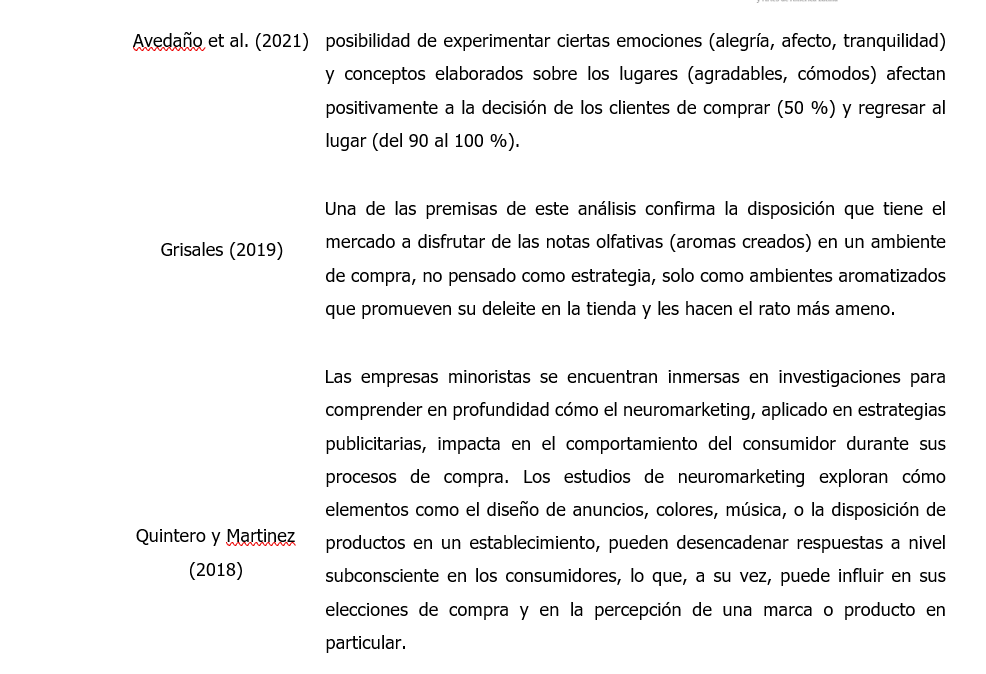 Avedaño et al. (2021)
posibilidad de experimentar ciertas emociones (alegría, afecto, tranquilidad)
y conceptos elaborados sobre los lugares (agradables, cómodos) afectan
positivamente a la decisión de los clientes de comprar (50 %) y regresar al
lugar (del 90 al 100 %).
Grisales (2019)
Una de las premisas de este análisis confirma la disposición que tiene el
mercado a disfrutar de las notas olfativas (aromas creados) en un ambiente
de compra, no pensado como estrategia, solo como ambientes aromatizados
que promueven su deleite en la tienda y les hacen el rato más ameno.
Quintero y Martinez
(2018)
Las empresas minoristas se encuentran inmersas en investigaciones para
comprender en profundidad cómo el neuromarketing, aplicado en estrategias
publicitarias, impacta en el comportamiento del consumidor durante sus
procesos de compra. Los estudios de neuromarketing exploran cómo
elementos como el diseño de anuncios, colores, música, o la disposición de
productos en un establecimiento, pueden desencadenar respuestas a nivel
subconsciente en los consumidores, lo que, a su vez, puede influir en sus
elecciones de compra y en la percepción de una marca o producto en
particular.